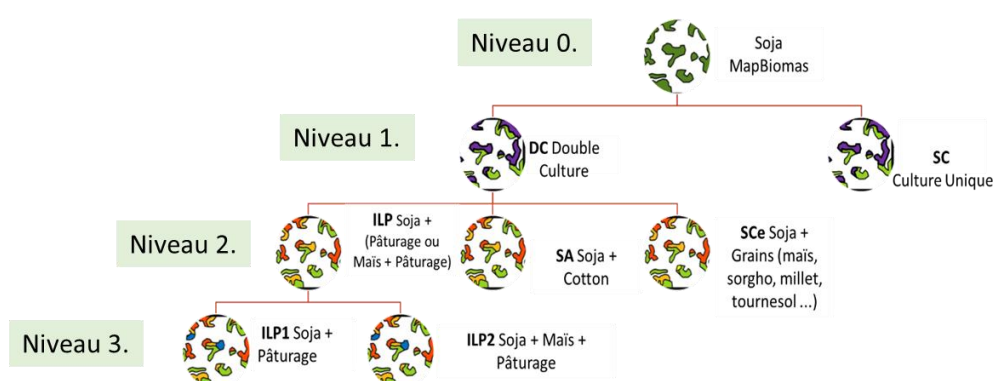 Niveau 0.
Soja
MapBiomas
Niveau 1.
DC Double
Culture
SC
Culture Unique
Niveau 2.
ILP Soja +
(Pâturage ou
Maïs + Pâturage)
SA Soja +
Cotton
SCe Soja +
Grains (maïs,
sorgho, millet,
tournesol ...)
Niveau 3.
ILP1 Soja +
Pâturage
ILP2 Soja + Maïs +
Pâturage